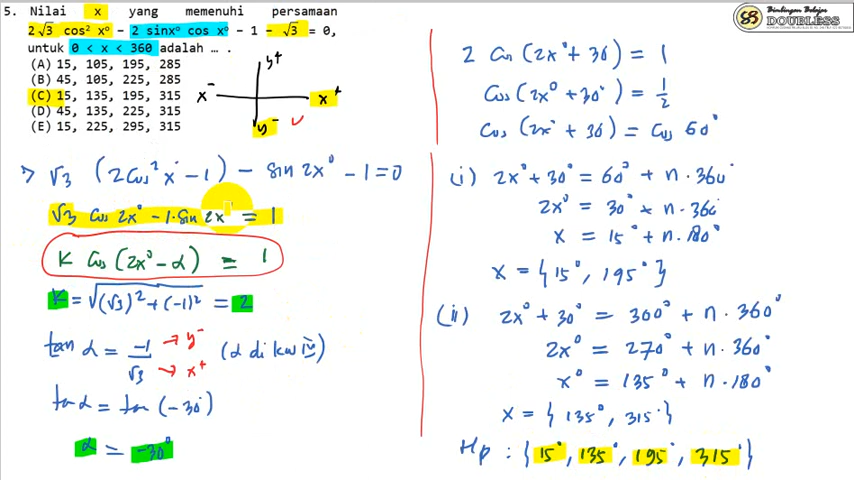 5. Nilai x yang memenuhi persamaan
2√3 cos² x° – 2 sinx° cos x° – 1 – √3 = 0,
untuk 0 < x < 360 adalah ... .
(A) 15, 105, 195, 285
(B) 45, 105, 225, 285
(C) 15, 135, 195, 315
(D) 45, 135, 225, 315
(E) 15, 225, 295, 315
y+
x-
x+
y-
√3 (2 cos² x° - 1) - sin 2x° - 1 = 0
√3 cos 2x° - 1. sin 2x = 1
K cos (2x° - α) = 1
K = √(√3)² + (-1)² = 2
tan α = -1/√3 → y- → x+ (α di kw IV)
tan α = tan (-30°)
α = -30°
Bimbingan Belajar
DOUBLESS
2 Cos (2x° + 30) = 1
Cos (2x° + 30°) = 1/2
Cos (2x° + 30) = Cos 60°
(i) 2x° + 30° = 60° + n. 360°
2x° = 30° + n. 360
x = 15° + n. 180°
x = {15°, 195°}
(ii) 2x° + 30° = 300° + n. 360°
2x° = 270° + n. 360°
x° = 135° + n. 180°
x = {135°, 315°}
Hp : {15°, 135°, 195°, 315°}